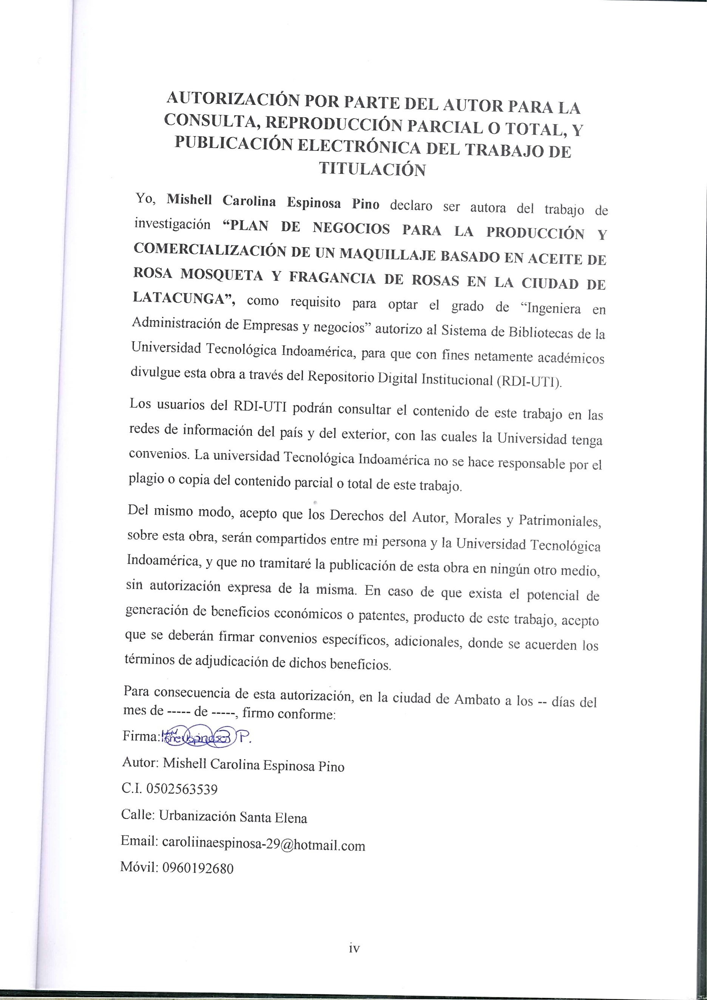 AUTORIZACIÓN POR PARTE DEL AUTOR PARA LA
CONSULTA, REPRODUCCIÓN PARCIAL O TOTAL, Y
PUBLICACIÓN ELECTRÓNICA DEL TRABAJO DE
TITULACIÓN
Yo, Mishell Carolina Espinosa Pino declaro ser autora del trabajo de
investigación “PLAN DE NEGOCIOS PARA LA PRODUCCIÓN Y
COMERCIALIZACIÓN DE UN MAQUILLAJE BASADO EN ACEITE DE
ROSA MOSQUETA Y FRAGANCIA DE ROSAS EN LA CIUDAD DE
LATACUNGA”, como requisito para optar el grado de “Ingeniera en
Administración de Empresas y negocios” autorizo al Sistema de Bibliotecas de la
Universidad Tecnológica Indoamérica, para que con fines netamente académicos
divulgue esta obra a través del Repositorio Digital Institucional (RDI-UTI).
Los usuarios del RDI-UTI podrán consultar el contenido de este trabajo en las
redes de información del país y del exterior, con las cuales la Universidad tenga
convenios. La universidad Tecnológica Indoamérica no se hace responsable por el
plagio o copia del contenido parcial o total de este trabajo.
Del mismo modo, acepto que los Derechos del Autor, Morales y Patrimoniales,
sobre esta obra, serán compartidos entre mi persona y la Universidad Tecnológica
Indoamérica, y que no tramitaré la publicación de esta obra en ningún otro medio,
sin autorización expresa de la misma. En caso de que exista el potencial de
generación de beneficios económicos o patentes, producto de este trabajo, acepto
que se deberán firmar convenios específicos, adicionales, donde se acuerden los
términos de adjudicación de dichos beneficios.
Para consecuencia de esta autorización, en la ciudad de Ambato a los -- días del
mes de ----- de -----, firmo conforme:
Firma: P.
Autor: Mishell Carolina Espinosa Pino
C.I. 0502563539
Calle: Urbanización Santa Elena
Email: caroliinaespinosa-29@hotmail.com
Móvil: 0960192680
iv